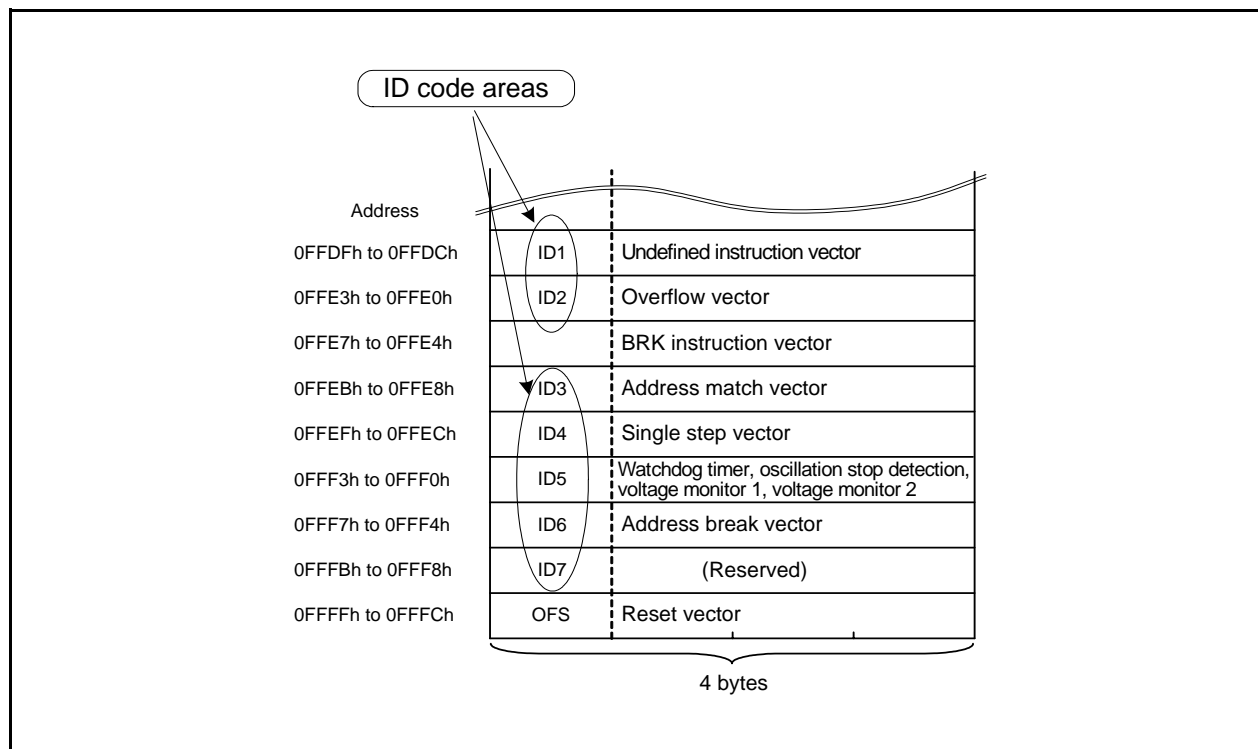 ID code areas
Address
0FFDFh to 0FFDCh ID1 Undefined instruction vector
0FFE3h to 0FFE0h ID2 Overflow vector
0FFE7h to 0FFE4h BRK instruction vector
0FFEBh to 0FFE8h ID3 Address match vector
0FFEFh to 0FFECh ID4 Single step vector
0FFF3h to 0FFF0h ID5 Watchdog timer, oscillation stop detection,
voltage monitor 1, voltage monitor 2
0FFF7h to 0FFF4h ID6 Address break vector
0FFFBh to 0FFF8h ID7 (Reserved)
0FFFFh to 0FFFCh OFS Reset vector
4 bytes